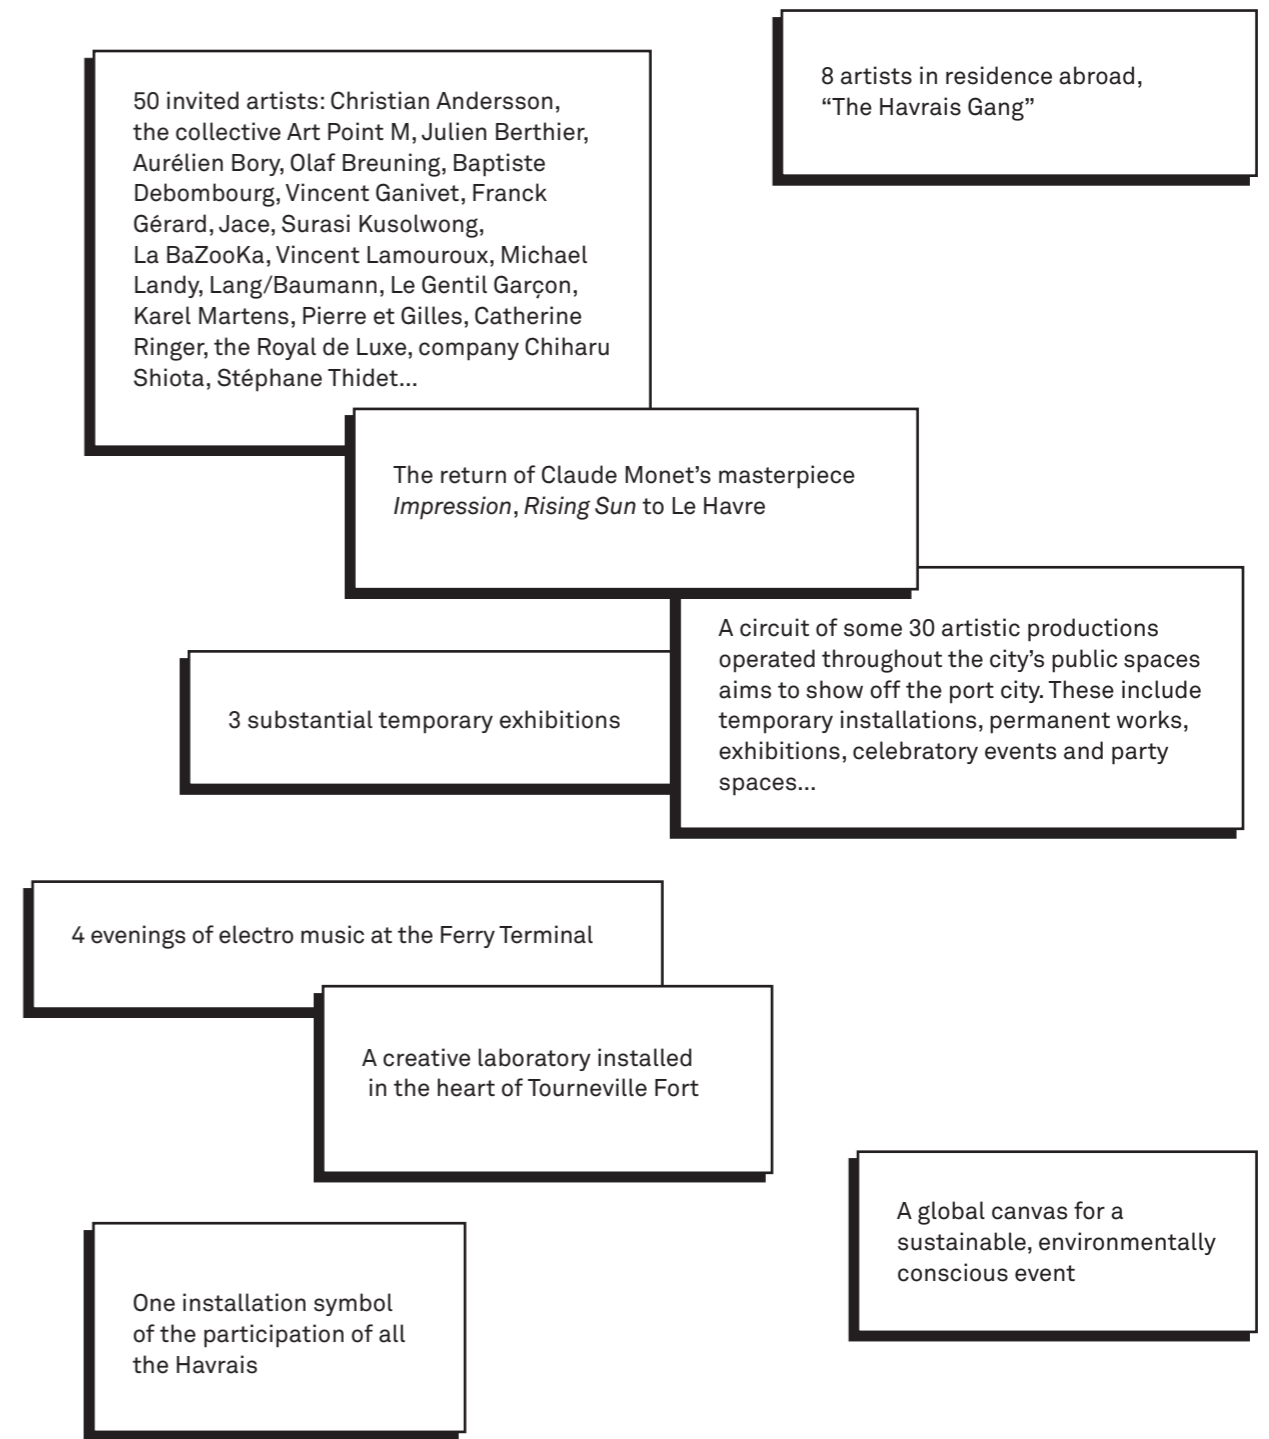 8 artists in residence abroad,
“The Havrais Gang”
50 invited artists: Christian Andersson,
the collective Art Point M, Julien Berthier,
Aurélien Bory, Olaf Breuning, Baptiste
Debombourg, Vincent Ganivet, Franck
Gérard, Jace, Surasi Kusolwong,
La BaZooKa, Vincent Lamouroux, Michael
Landy, Lang/Baumann, Le Gentil Garçon,
Karel Martens, Pierre et Gilles, Catherine
Ringer, the Royal de Luxe, company Chiharu
Shiota, Stéphane Thidet...
The return of Claude Monet’s masterpiece
Impression, Rising Sun to Le Havre
A circuit of some 30 artistic productions
operated throughout the city’s public spaces
aims to show off the port city. These include
temporary installations, permanent works,
exhibitions, celebratory events and party
spaces...
3 substantial temporary exhibitions
4 evenings of electro music at the Ferry Terminal
A creative laboratory installed
in the heart of Tourneville Fort
A global canvas for a
sustainable, environmentally
conscious event
One installation symbol
of the participation of all
the Havrais